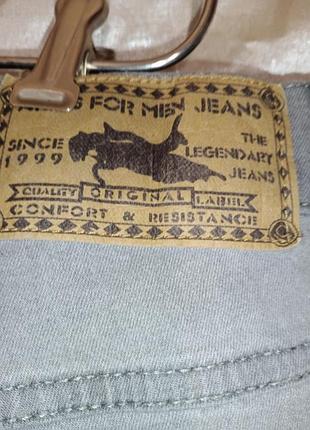 FOR MEN JEANS
SINCE
1999
THE
LEGENDARY
JEANS
QUALITY ORIGINAL LABEL
CONFORT & RESISTANCE